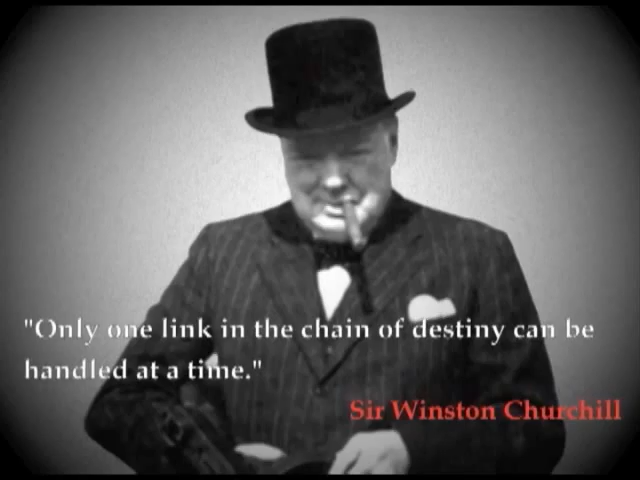 "Only one link in the chain of destiny can be
handled at a time."
Sir Winston Churchill